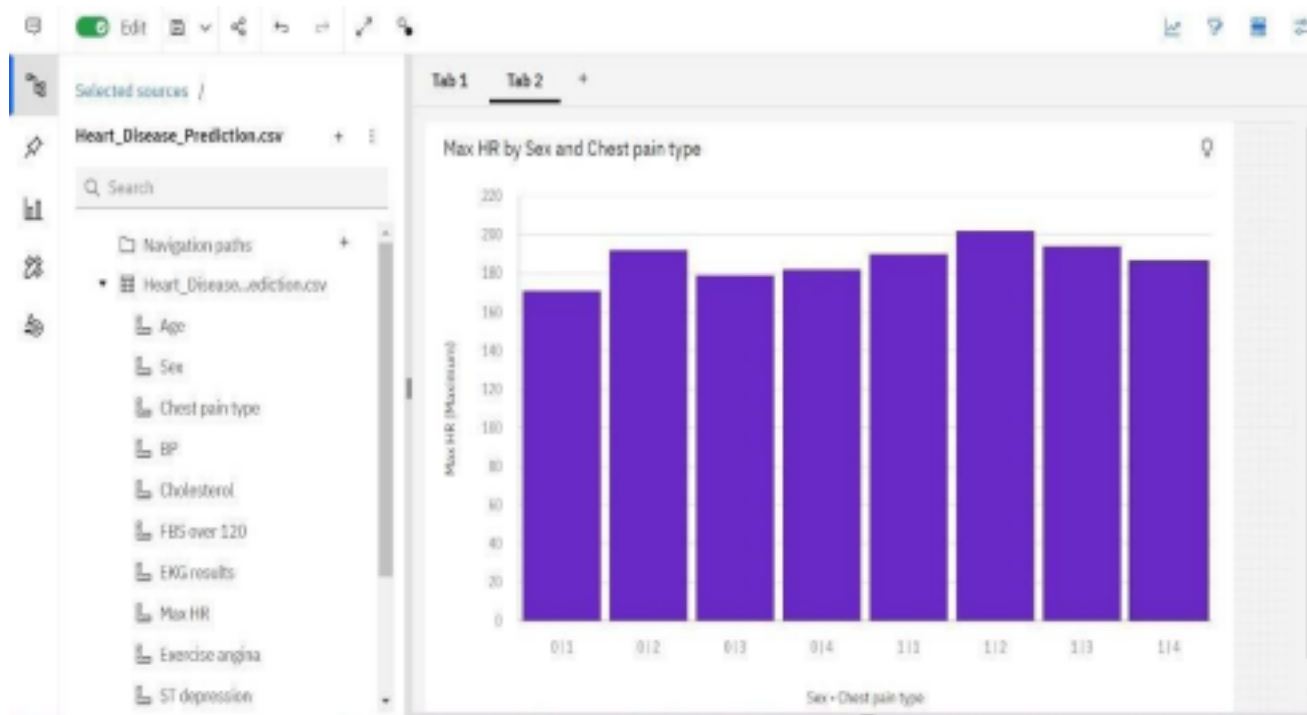 Edit
Selected sources /
Heart_Disease_Prediction.csv
Search
Navigation paths
Heart_Disease...ediction.csv
Age
Sex
Chest pain type
BP
Cholesterol
FBS over 120
EKG results
Max HR
Exercise angina
ST depression
Tab 1 Tab 2 +
Max HR by Sex and Chest pain type
Max HR (Maximum)
220
200
180
160
140
120
100
80
60
40
20
0
0|1 0|2 0|3 0|4 1|1 1|2 1|3 1|4
Sex • Chest pain type